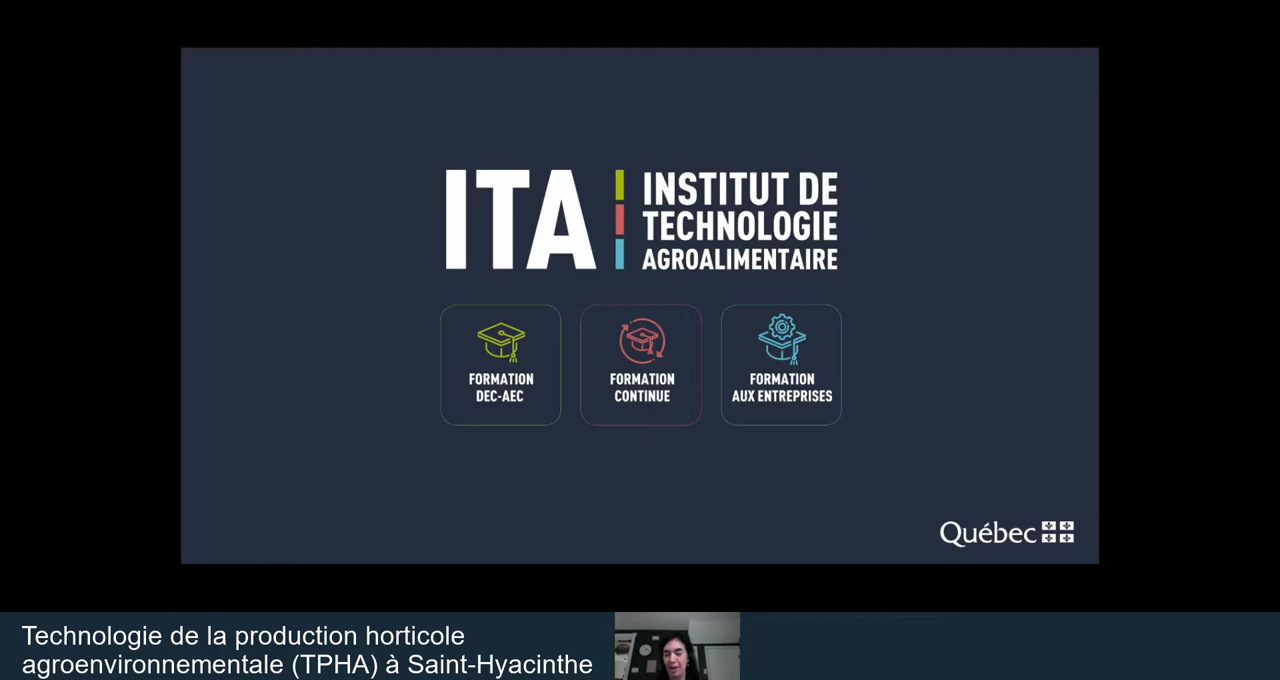 ITA
INSTITUT DE
TECHNOLOGIE
AGROALIMENTAIRE
FORMATION
DEC-AEC
FORMATION
CONTINUE
FORMATION
AUX ENTREPRISES
Québec
Technologie de la production horticole
agroenvironnementale (TPHA) à Saint-Hyacinthe